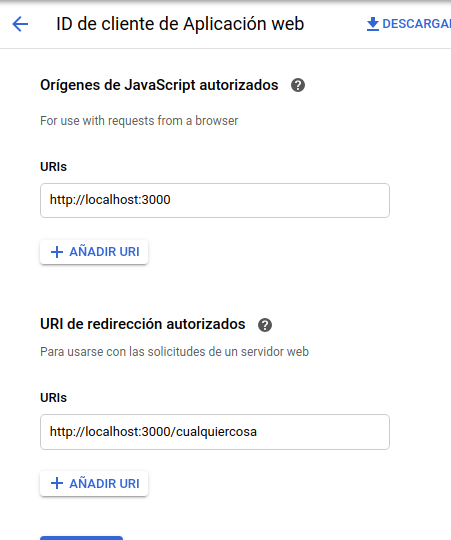 ID de cliente de Aplicación web
DESCARGA
Orígenes de JavaScript autorizados ?
For use with requests from a browser
URIs
http://localhost:3000
+ AÑADIR URI
URI de redirección autorizados ?
Para usarse con las solicitudes de un servidor web
URIs
http://localhost:3000/cualquiercosa
+ AÑADIR URI